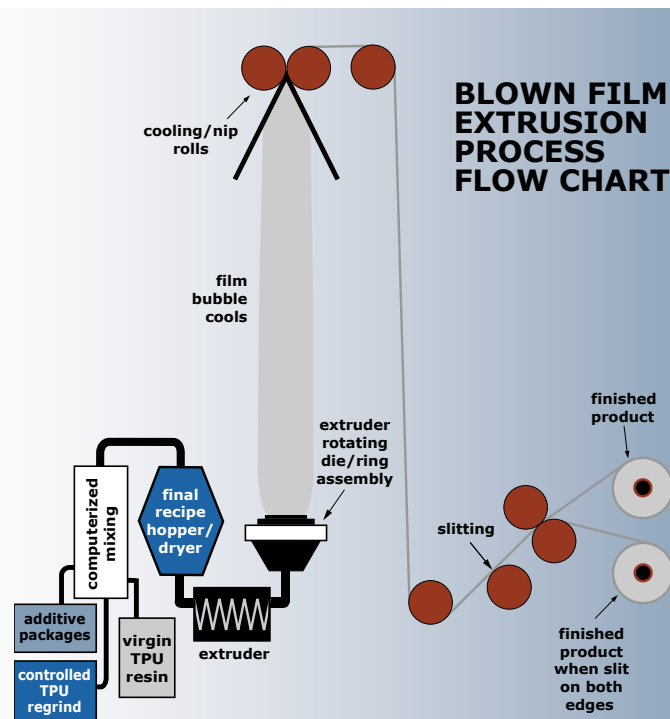 BLOWN FILM
EXTRUSION
PROCESS
FLOW CHART
cooling/nip
rolls
film
bubble
cools
extruder
rotating
die/ring
assembly
finished
product
final
recipe
hopper/
dryer
computerized
mixing
slitting
additive
packages
virgin
TPU
resin
extruder
controlled
TPU
regrind
finished
product
when slit
on both
edges